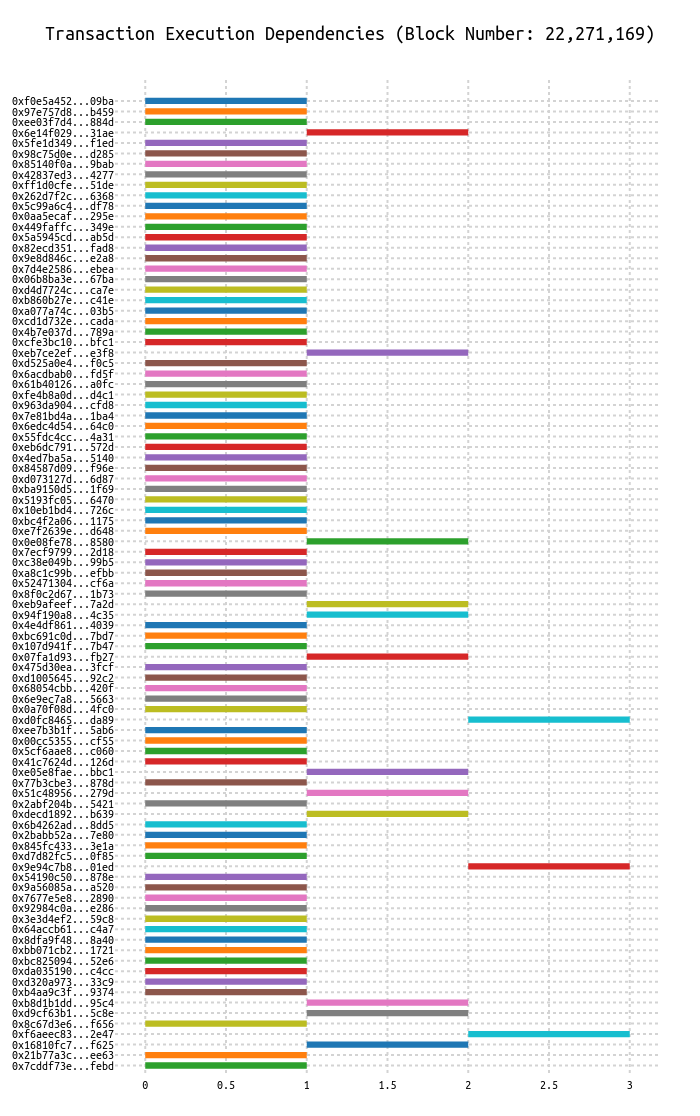 Transaction Execution Dependencies (Block Number: 22,271,169)
0xf0e5a452...09ba
0x97e757d8...b459
0xee03f7d4...884d
0x6e14f029...31ae
0x5fe1d349...f1ed
0x98c75d0e...d285
0x85140f0a...9bab
0x42837ed3...4277
0xff1d0cfe...51de
0x262d7f2c...6368
0x5c99a6c4...df78
0x0aa5ecaf...295e
0x449faffc...349e
0x5a5945cd...ab5d
0x82ecd351...fad8
0x9e8d846c...e2a8
0x7d4e2586...ebea
0x06b8ba3e...67ba
0xd4d7724c...ca7e
0xb860b27e...c41e
0xa077a74c...03b5
0xcd1d732e...cada
0x4b7e037d...789a
0xcfe3bc10...bfc1
0xeb7ce2ef...e3f8
0xd525a0e4...f0c5
0x6acdbab0...fd5f
0x61b40126...a0fc
0xfe4b8a0d...d4c1
0x963da904...cfd8
0x7e81bd4a...1ba4
0x6edc4d54...64c0
0x55fdc4cc...4a31
0xeb6dc791...572d
0x4ed7ba5a...5140
0x84587d09...f96e
0xd073127d...6d87
0xba9150d5...1f69
0x5193fc05...6470
0x10eb1bd4...726c
0xbc4f2a06...1175
0xe7f2639e...d648
0x0e08fe78...8580
0x7ecf9799...2d18
0xc38e049b...99b5
0xa8c1c99b...efbb
0x52471304...cf6a
0x8f0c2d67...1b73
0xeb9afeef...7a2d
0x94f190a8...4c35
0x4e4df861...4039
0xbc691c0d...7bd7
0x107d941f...7b47
0x07fa1d93...fb27
0x475d30ea...3fcf
0xd1005645...92c2
0x68054cbb...420f
0x6e9ec7a8...5663
0x0a70f08d...4fc0
0xd0fc8465...da89
0xee7b3b1f...5ab6
0x00cc5355...cf55
0x5cf6aae8...c060
0x41c7624d...126d
0xe05e8fae...bbc1
0x77b3cbe3...878d
0x51c48956...279d
0x2abf204b...5421
0xdecd1892...b639
0x6b4262ad...8dd5
0x2babb52a...7e80
0x845fc433...3e1a
0xd7d82fc5...0f85
0x9e94c7b8...01ed
0x54190c50...878e
0x9a56085a...a520
0x7677e5e8...2890
0x92984c0a...e286
0x3e3d4ef2...59c8
0x64accb61...c4a7
0x8dfa9f48...8a40
0xbb071cb2...1721
0xbc825094...52e6
0xda035190...c4cc
0xd320a973...33c9
0xb4aa9c3f...9374
0xb8d1b1dd...95c4
0xd9cf63b1...5c8e
0x8c67d3e6...f656
0xf6aeec83...2e47
0x16810fc7...f625
0x21b77a3c...ee63
0x7cddf73e...febd
0 0.5 1 1.5 2 2.5 3